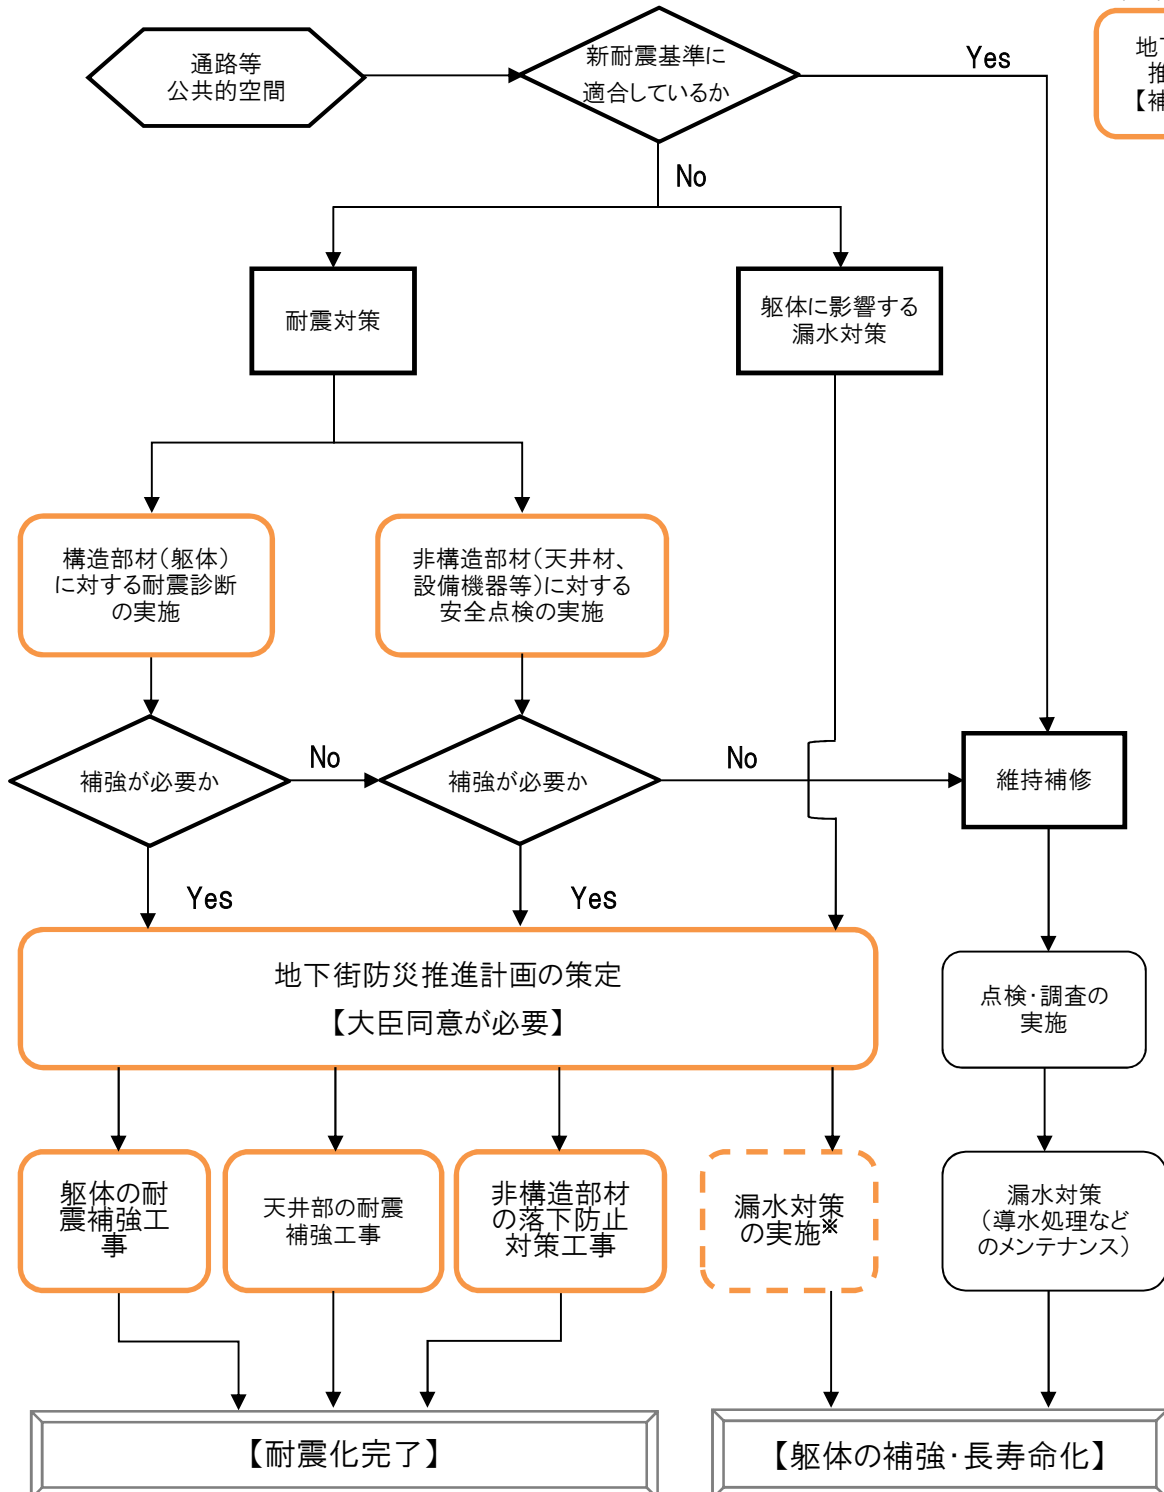 通路等
公共的空間
新耐震基準に
適合しているか
Yes
地下
推
【補
No
耐震対策
躯体に影響する
漏水対策
構造部材（躯体）
に対する耐震診断
の実施
非構造部材（天井材、
設備機器等）に対する
安全点検の実施
補強が必要か
No
補強が必要か
No
維持補修
Yes
Yes
地下街防災推進計画の策定
【大臣同意が必要】
点検・調査の
実施
躯体の耐
震補強工
事
天井部の耐震
補強工事
非構造部材
の落下防止
対策工事
漏水対策
の実施※
漏水対策
（導水処理など
のメンテナンス）
【耐震化完了】
【躯体の補強・長寿命化】